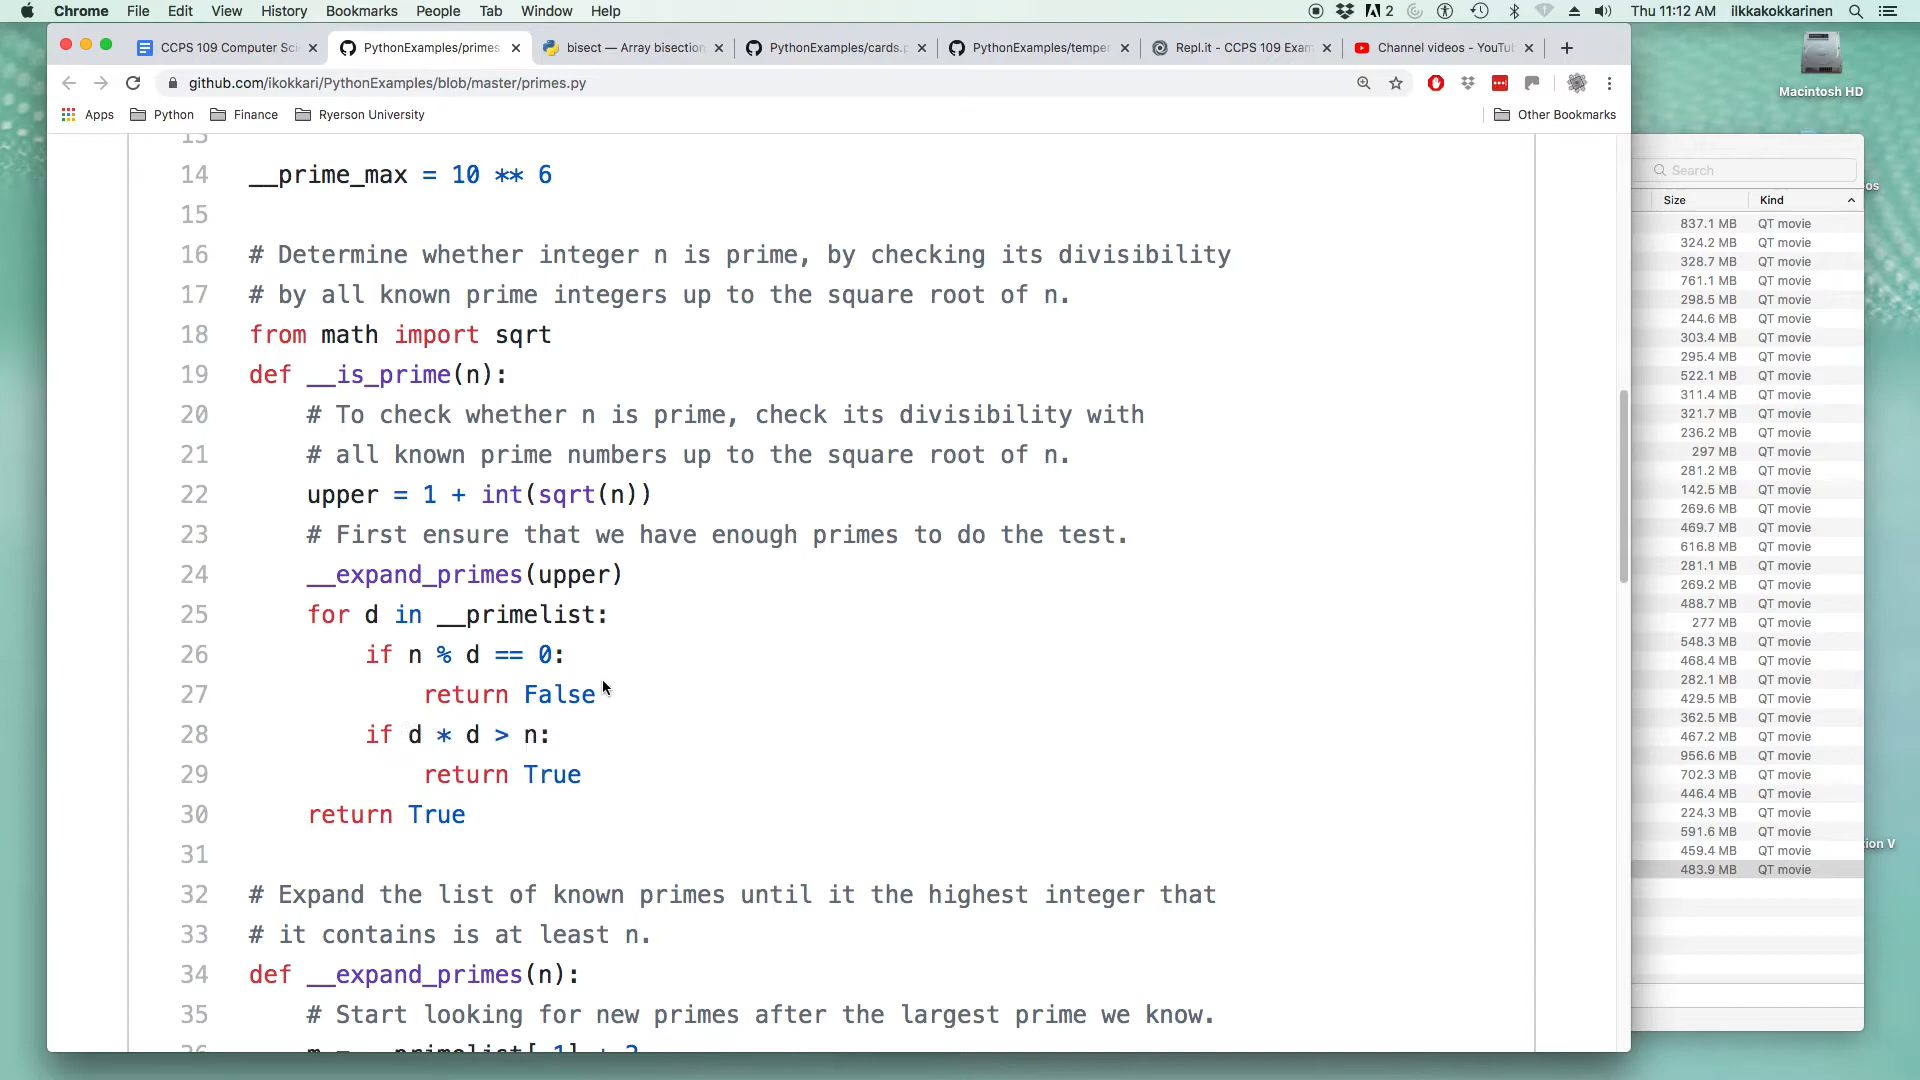 Chrome File Edit View History Bookmarks People Tab Window Help 2 Thu 11:12 AM ilkkakokkarinen
CCPS 109 Computer Sci PythonExamples/primes. bisect — Array bisection PythonExamples/cards.p PythonExamples/temper Repl.it - CCPS 109 Exam Channel videos - YouTu
github.com/ikokkari/PythonExamples/blob/master/primes.py
Apps Python Finance Ryerson University Other Bookmarks
Macintosh HD
13
14 __prime_max = 10 ** 6
15
16 # Determine whether integer n is prime, by checking its divisibility
17 # by all known prime integers up to the square root of n.
18 from math import sqrt
19 def __is_prime(n):
20 # To check whether n is prime, check its divisibility with
21 # all known prime numbers up to the square root of n.
22 upper = 1 + int(sqrt(n))
23 # First ensure that we have enough primes to do the test.
24 __expand_primes(upper)
25 for d in __primelist:
26 if n % d == 0:
27 return False
28 if d * d > n:
29 return True
30 return True
31
32 # Expand the list of known primes until it the highest integer that
33 # it contains is at least n.
34 def __expand_primes(n):
35 # Start looking for new primes after the largest prime we know.
Search
os
Size Kind
837.1 MB QT movie
324.2 MB QT movie
328.7 MB QT movie
761.1 MB QT movie
298.5 MB QT movie
244.6 MB QT movie
303.4 MB QT movie
295.4 MB QT movie
522.1 MB QT movie
311.4 MB QT movie
321.7 MB QT movie
236.2 MB QT movie
297 MB QT movie
281.2 MB QT movie
142.5 MB QT movie
269.6 MB QT movie
469.7 MB QT movie
616.8 MB QT movie
281.1 MB QT movie
269.2 MB QT movie
488.7 MB QT movie
277 MB QT movie
548.3 MB QT movie
468.4 MB QT movie
282.1 MB QT movie
429.5 MB QT movie
362.5 MB QT movie
467.2 MB QT movie
956.6 MB QT movie
702.3 MB QT movie
446.4 MB QT movie
224.3 MB QT movie
591.6 MB QT movie
459.4 MB QT movie
483.9 MB QT movie
ion V